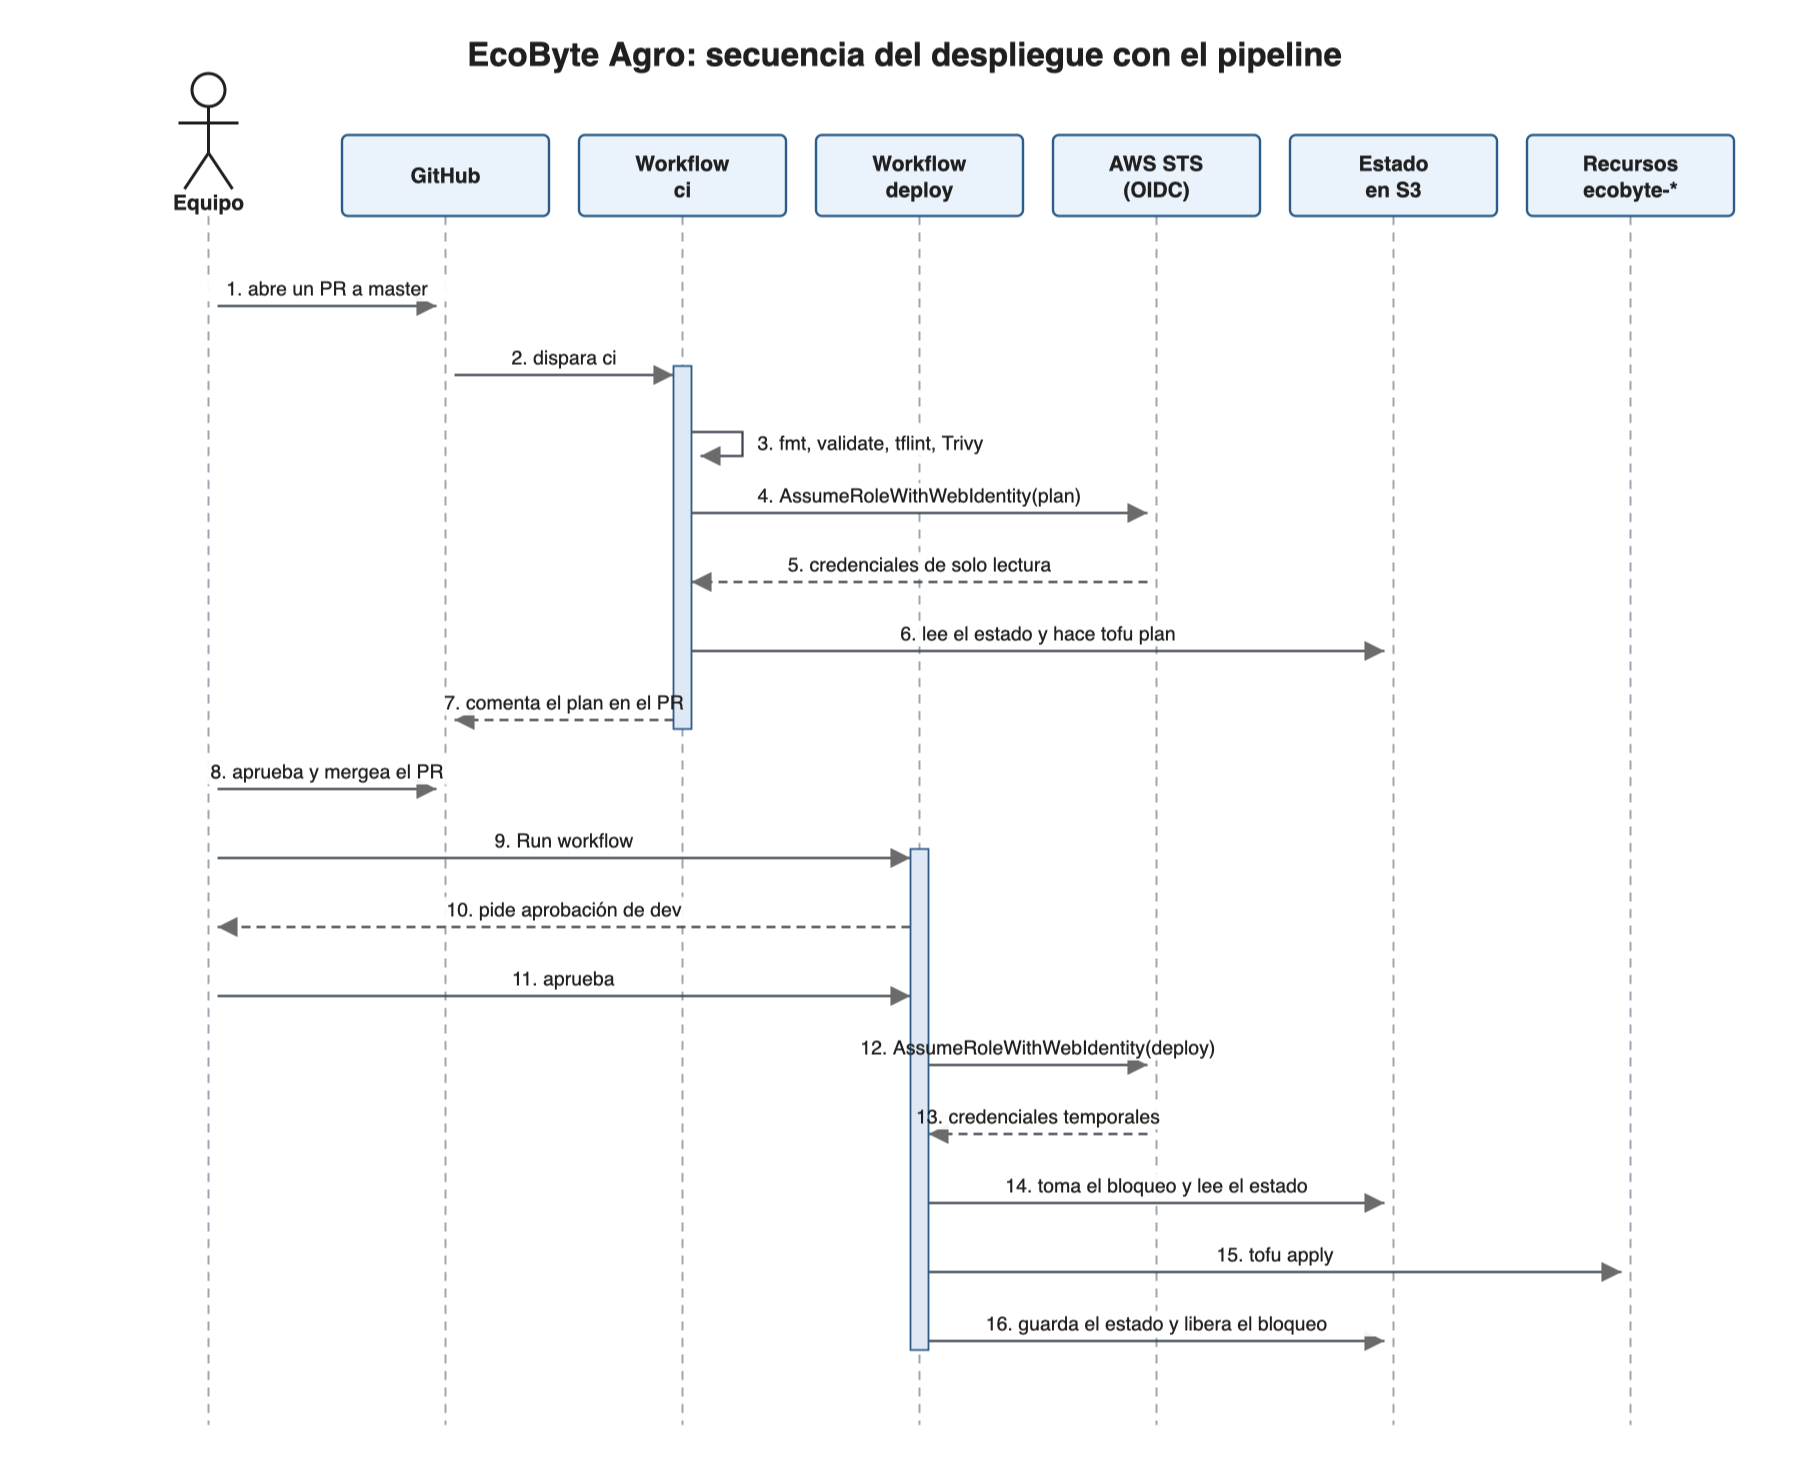 EcoByte Agro: secuencia del despliegue con el pipeline
Equipo
GitHub
Workflow
ci
Workflow
deploy
AWS STS
(OIDC)
Estado
en S3
Recursos
ecobyte-*
1. abre un PR a master
2. dispara ci
3. fmt, validate, tflint, Trivy
4. AssumeRoleWithWebIdentity(plan)
5. credenciales de solo lectura
6. lee el estado y hace tofu plan
7. comenta el plan en el PR
8. aprueba y mergea el PR
9. Run workflow
10. pide aprobación de dev
11. aprueba
12. AssumeRoleWithWebIdentity(deploy)
13. credenciales temporales
14. toma el bloqueo y lee el estado
15. tofu apply
16. guarda el estado y libera el bloqueo